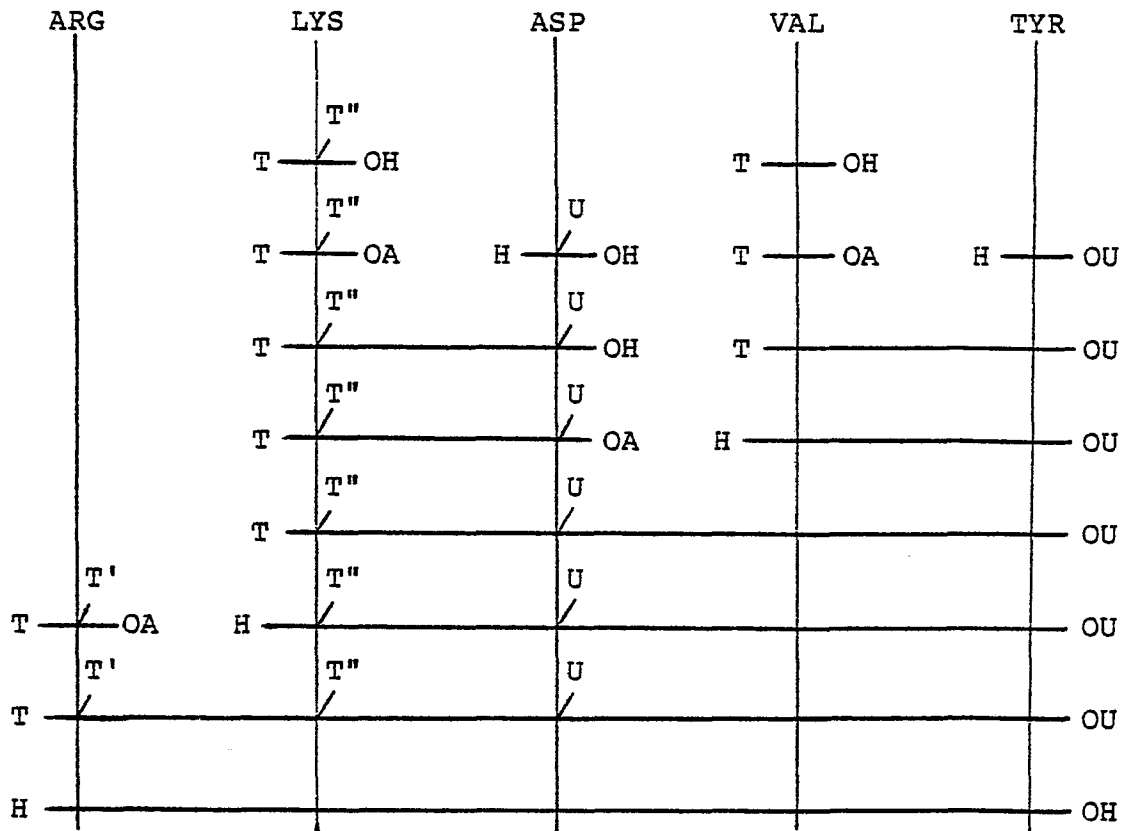 ARG LYS ASP VAL TYR
T"
T OH T OH
T" U
T OA H OH T OA H OU
T" U
T OH T OU
T" U
T OA H OU
T" U
T OU
T' T" U
T OA H OU
T' T" U
T OU
H OH